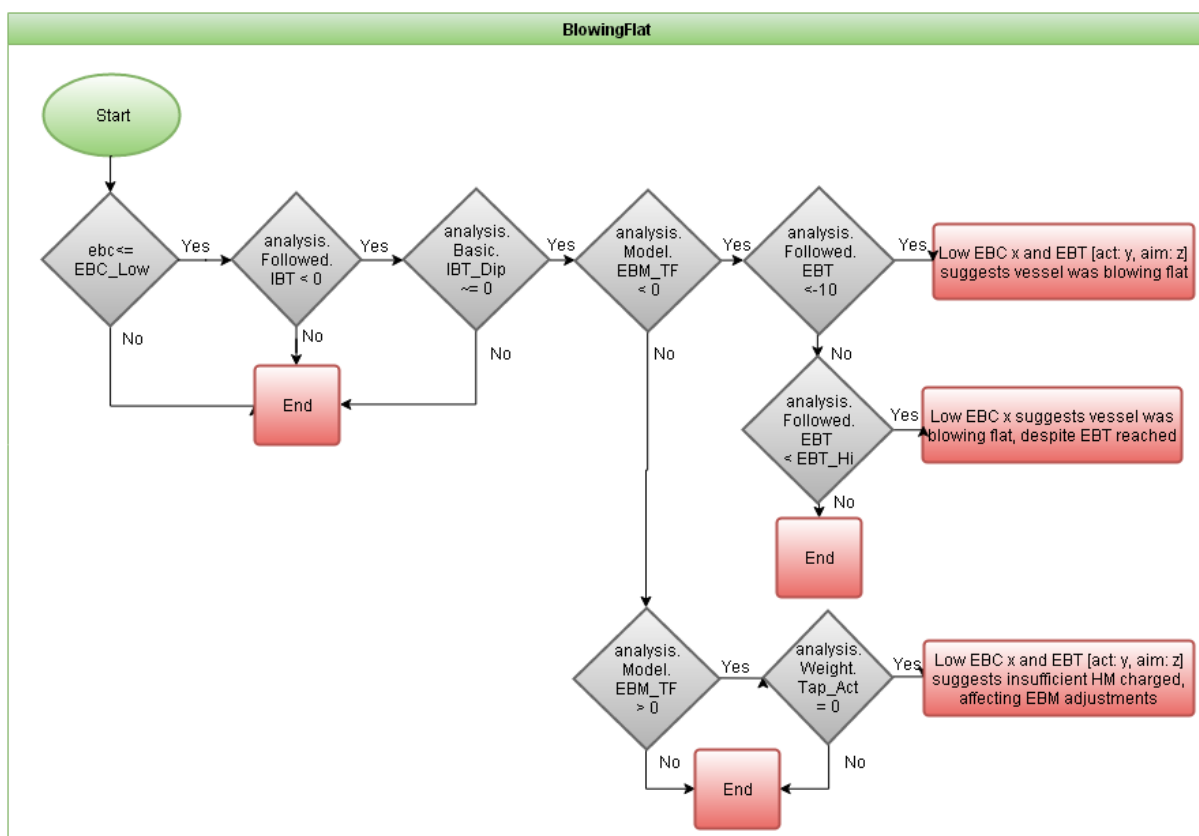 BlowingFlat
Start
ebc<=
EBC_Low
Yes
No
analysis.
Followed.
IBT < 0
Yes
No
analysis.
Basic.
IBT_Dip
~= 0
Yes
No
End
analysis.
Model.
EBM_TF
< 0
Yes
No
analysis.
Followed.
EBT
<-10
Yes
No
Low EBC x and EBT [act: y, aim: z]
suggests vessel was blowing flat
analysis.
Followed.
EBT
< EBT_Hi
Yes
No
Low EBC x suggests vessel was
blowing flat, despite EBT reached
End
analysis.
Model.
EBM_TF
> 0
Yes
No
analysis.
Weight.
Tap_Act
= 0
Yes
No
Low EBC x and EBT [act: y, aim: z]
suggests insufficient HM charged,
affecting EBM adjustments
End